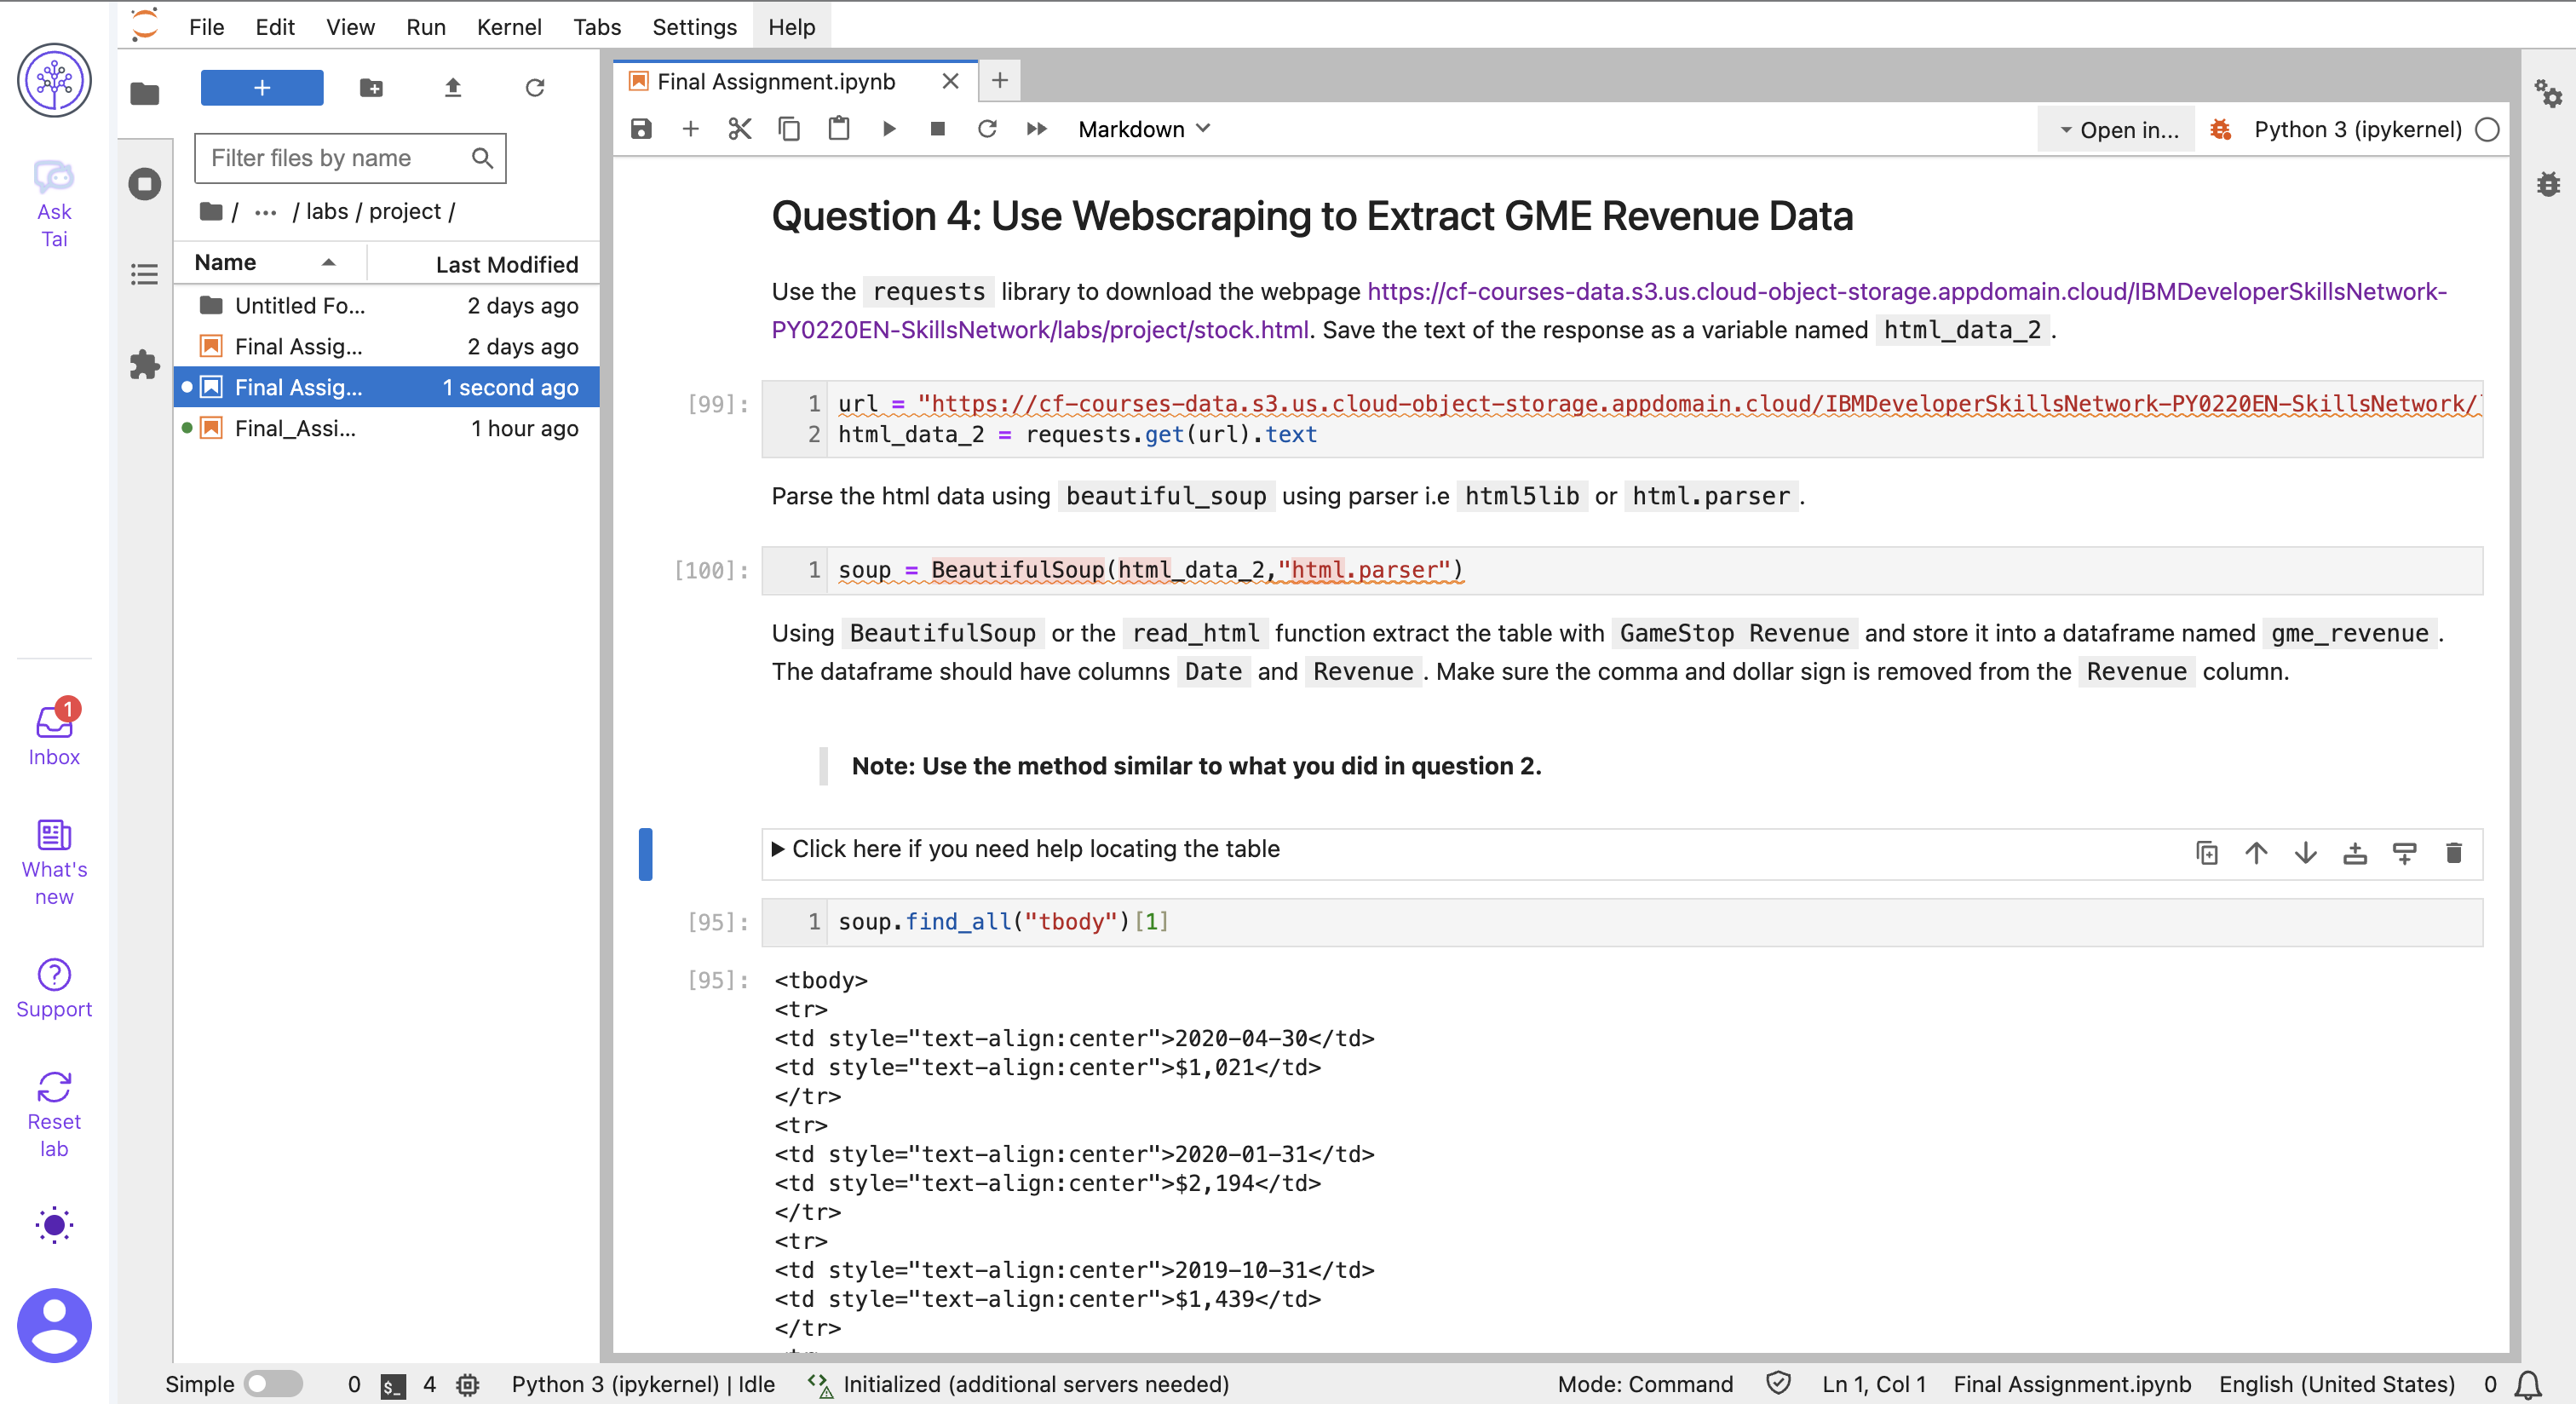 File Edit View Run Kernel Tabs Settings Help
Ask
Tai
Inbox
1
What's
new
Support
Reset
lab
Filter files by name
/ ... / labs / project /
Name Last Modified
Untitled Fo... 2 days ago
Final Assig... 2 days ago
Final Assig... 1 second ago
Final_Assi... 1 hour ago
Final Assignment.ipynb
Markdown
Open in...
Python 3 (ipykernel)
Question 4: Use Webscraping to Extract GME Revenue Data
Use the requests library to download the webpage https://cf-courses-data.s3.us.cloud-object-storage.appdomain.cloud/IBMDeveloperSkillsNetwork-
PY0220EN-SkillsNetwork/labs/project/stock.html. Save the text of the response as a variable named html_data_2 .
[99]: 1 url = "https://cf-courses-data.s3.us.cloud-object-storage.appdomain.cloud/IBMDeveloperSkillsNetwork-PY0220EN-SkillsNetwork/
2 html_data_2 = requests.get(url).text
Parse the html data using beautiful_soup using parser i.e html5lib or html.parser .
[100]: 1 soup = BeautifulSoup(html_data_2,"html.parser")
Using BeautifulSoup or the read_html function extract the table with GameStop Revenue and store it into a dataframe named gme_revenue .
The dataframe should have columns Date and Revenue . Make sure the comma and dollar sign is removed from the Revenue column.
Note: Use the method similar to what you did in question 2.
Click here if you need help locating the table
[95]: 1 soup.find_all("tbody")[1]
[95]: <tbody>
<tr>
<td style="text-align:center">2020-04-30</td>
<td style="text-align:center">$1,021</td>
</tr>
<tr>
<td style="text-align:center">2020-01-31</td>
<td style="text-align:center">$2,194</td>
</tr>
<tr>
<td style="text-align:center">2019-10-31</td>
<td style="text-align:center">$1,439</td>
</tr>
Simple 0 $_ 4 Python 3 (ipykernel) | Idle Initialized (additional servers needed) Mode: Command Ln 1, Col 1 Final Assignment.ipynb English (United States) 0